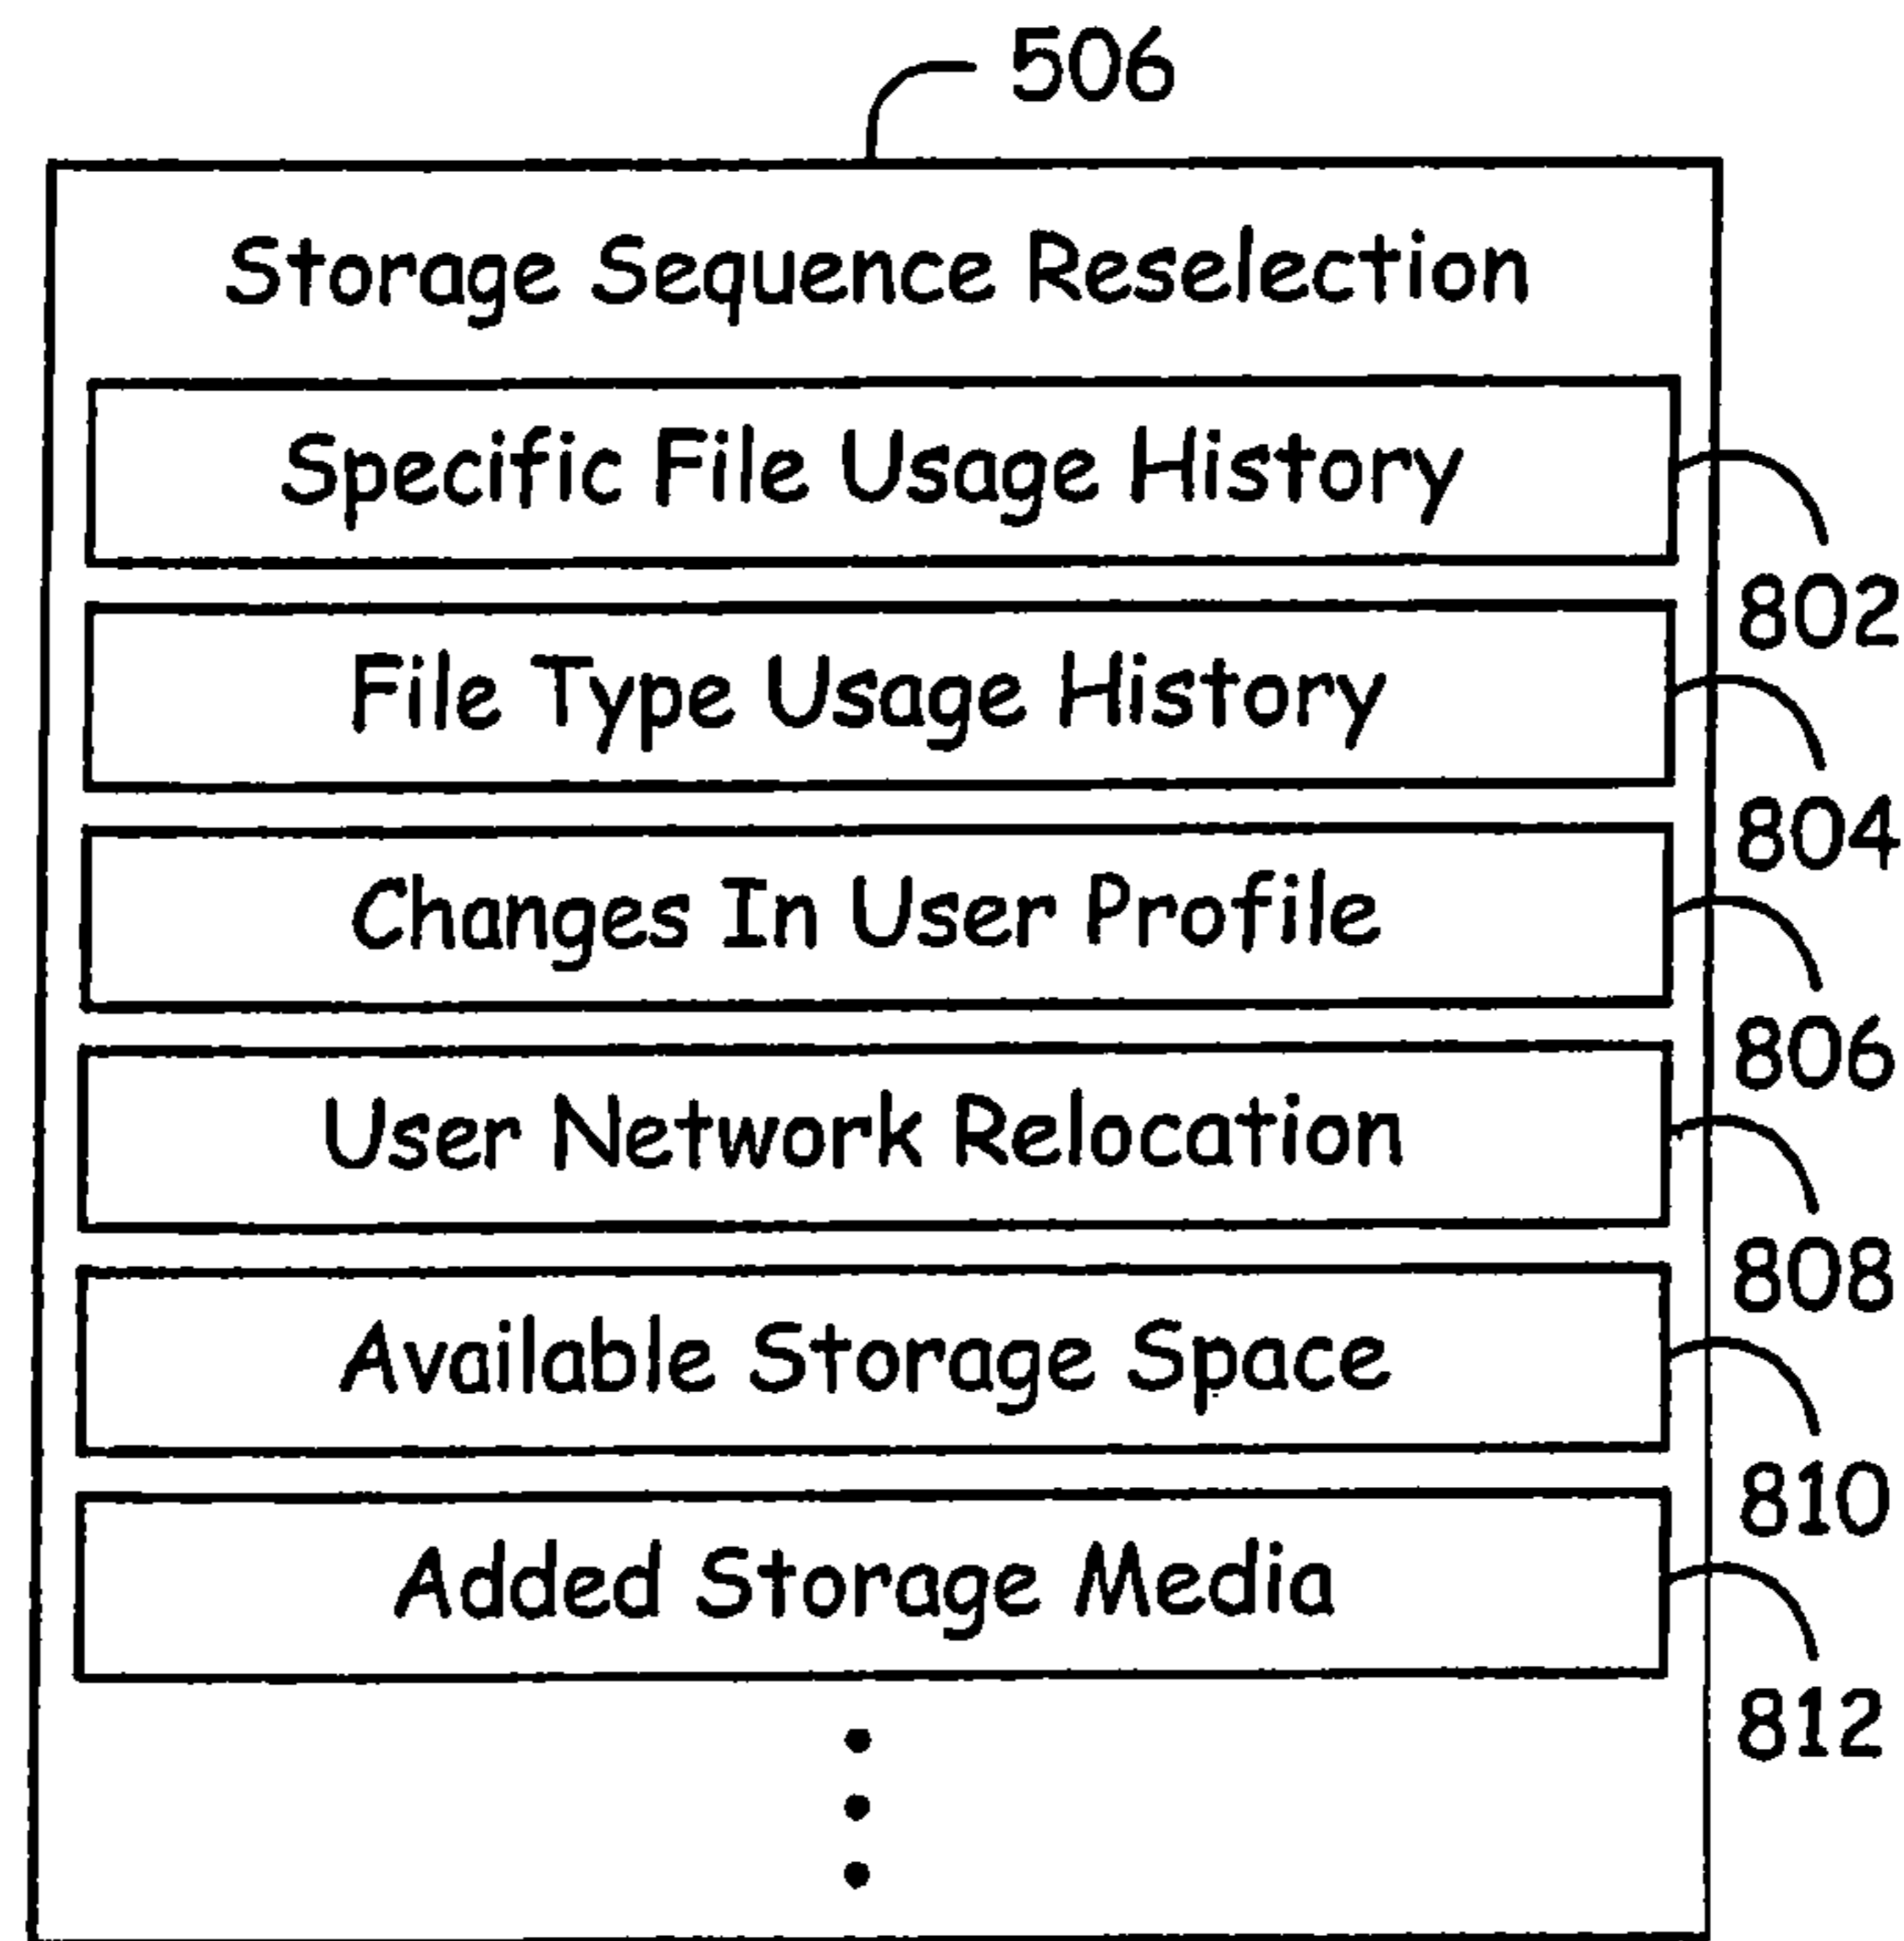 506
Storage Sequence Reselection
Specific File Usage History
802
File Type Usage History
804
Changes In User Profile
806
User Network Relocation
808
Available Storage Space
810
Added Storage Media
812